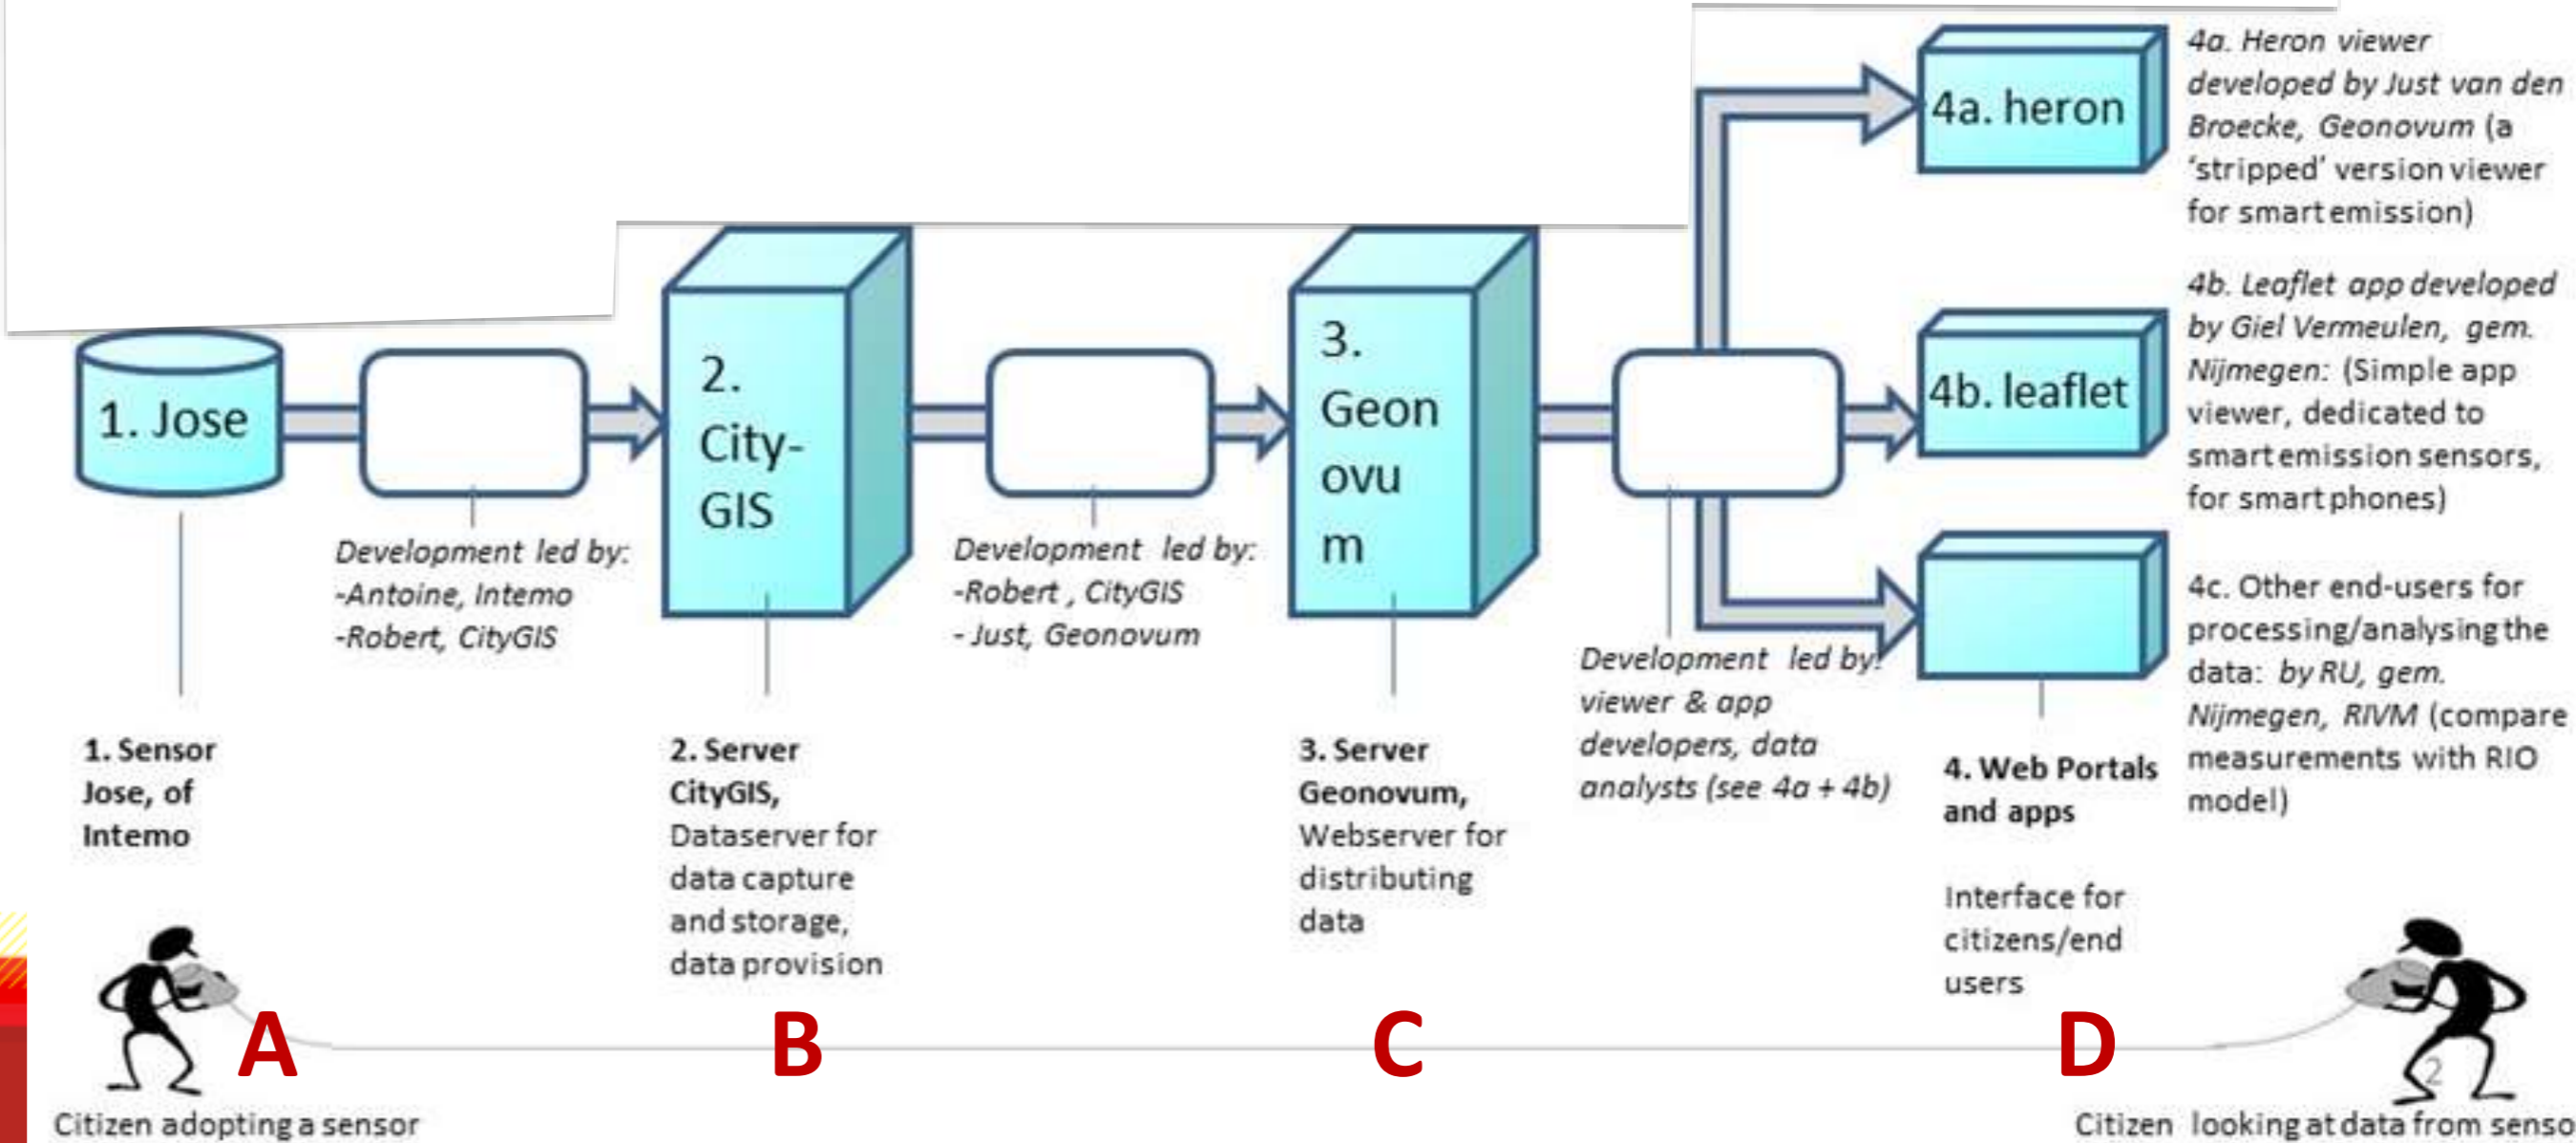 4a. heron
4a. Heron viewer
developed by Just van den
Broecke, Geonovum (a
‘stripped’ version viewer
for smart emission)
4b. leaflet
4b. Leaflet app developed
by Giel Vermeulen, gem.
Nijmegen: (Simple app
viewer, dedicated to
smart emission sensors,
for smart phones)
1. Jose
2.
City-
GIS
3.
Geon
ovu
m
Development led by:
-Antoine, Intemo
-Robert, CityGIS
Development led by:
-Robert , CityGIS
- Just, Geonovum
Development led by:
viewer & app
developers, data
analysts (see 4a + 4b)
4c. Other end-users for
processing/analysing the
data: by RU, gem.
Nijmegen, RIVM (compare
measurements with RIO
model)
1. Sensor
Jose, of
Intemo
2. Server
CityGIS,
Dataserver for
data capture
and storage,
data provision
3. Server
Geonovum,
Webserver for
distributing
data
4. Web Portals
and apps
Interface for
citizens/end
users
A
B
C
D
2
Citizen adopting a sensor
Citizen looking at data from senso